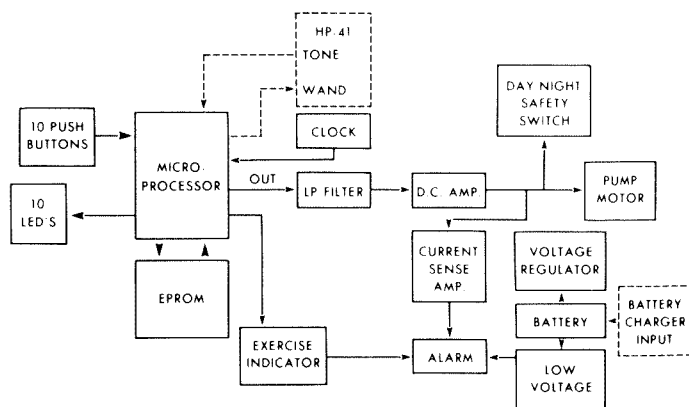 HP-41
TONE
WAND
10 PUSH
BUTTONS
MICRO-
PROCESSOR
CLOCK
DAY NIGHT
SAFETY
SWITCH
OUT
LP FILTER
D.C. AMP.
PUMP
MOTOR
10
LED'S
EPROM
CURRENT
SENSE
AMP.
VOLTAGE
REGULATOR
BATTERY
BATTERY
CHARGER
INPUT
EXERCISE
INDICATOR
ALARM
LOW
VOLTAGE